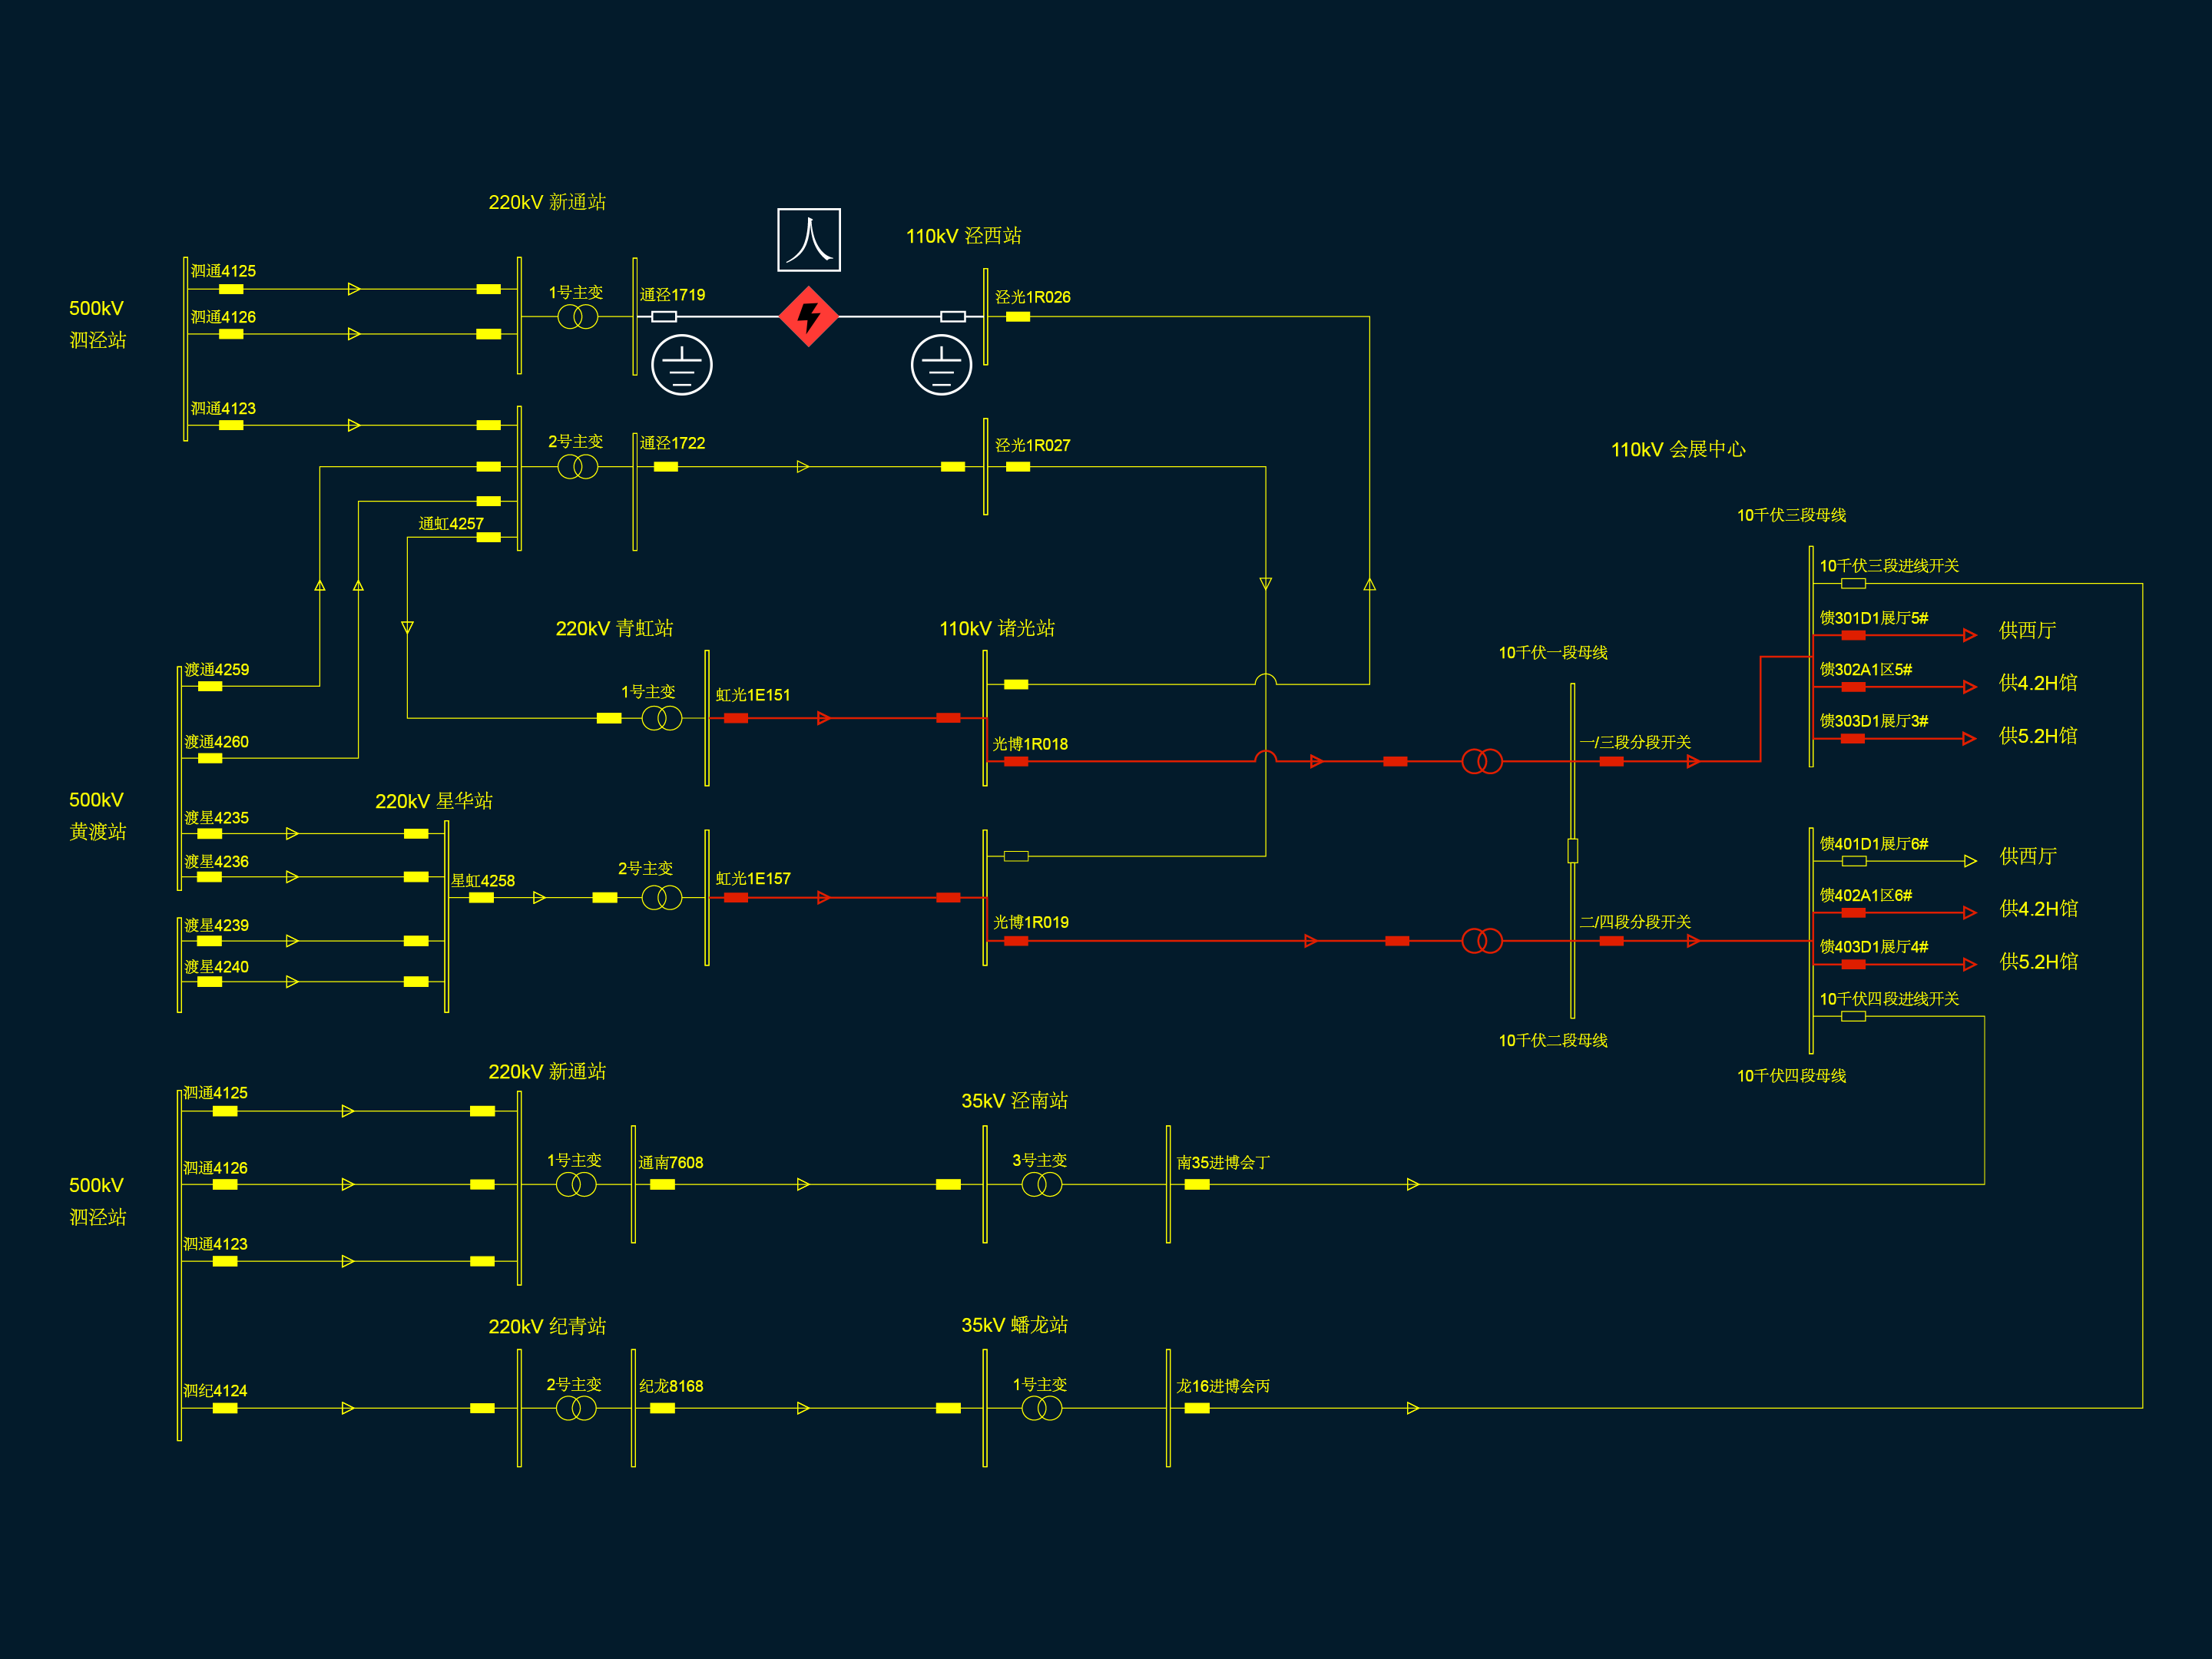 220kV 新通站
人
110kV 泾西站
泗通4125
500kV
泗泾站
泗通4126
1号主变
通泾1719
泾光1R026
泗通4123
2号主变
通泾1722
泾光1R027
通虹4257
110kV 会展中心
10千伏三段母线
10千伏三段进线开关
馈301D1展厅5#
供西厅
馈302A1区5#
供4.2H馆
馈303D1展厅3#
供5.2H馆
220kV 青虹站
110kV 诸光站
10千伏一段母线
渡通4259
1号主变
虹光1E151
渡通4260
光博1R018
一/三段分段开关
500kV
黄渡站
220kV 星华站
渡星4235
渡星4236
星虹4258
2号主变
虹光1E157
馈401D1展厅6#
供西厅
馈402A1区6#
供4.2H馆
渡星4239
光博1R019
二/四段分段开关
馈403D1展厅4#
供5.2H馆
渡星4240
10千伏四段进线开关
10千伏二段母线
10千伏四段母线
220kV 新通站
泗通4125
35kV 泾南站
500kV
泗泾站
泗通4126
1号主变
通南7608
3号主变
南35进博会丁
泗通4123
220kV 纪青站
35kV 蟠龙站
泗纪4124
2号主变
纪龙8168
1号主变
龙16进博会丙